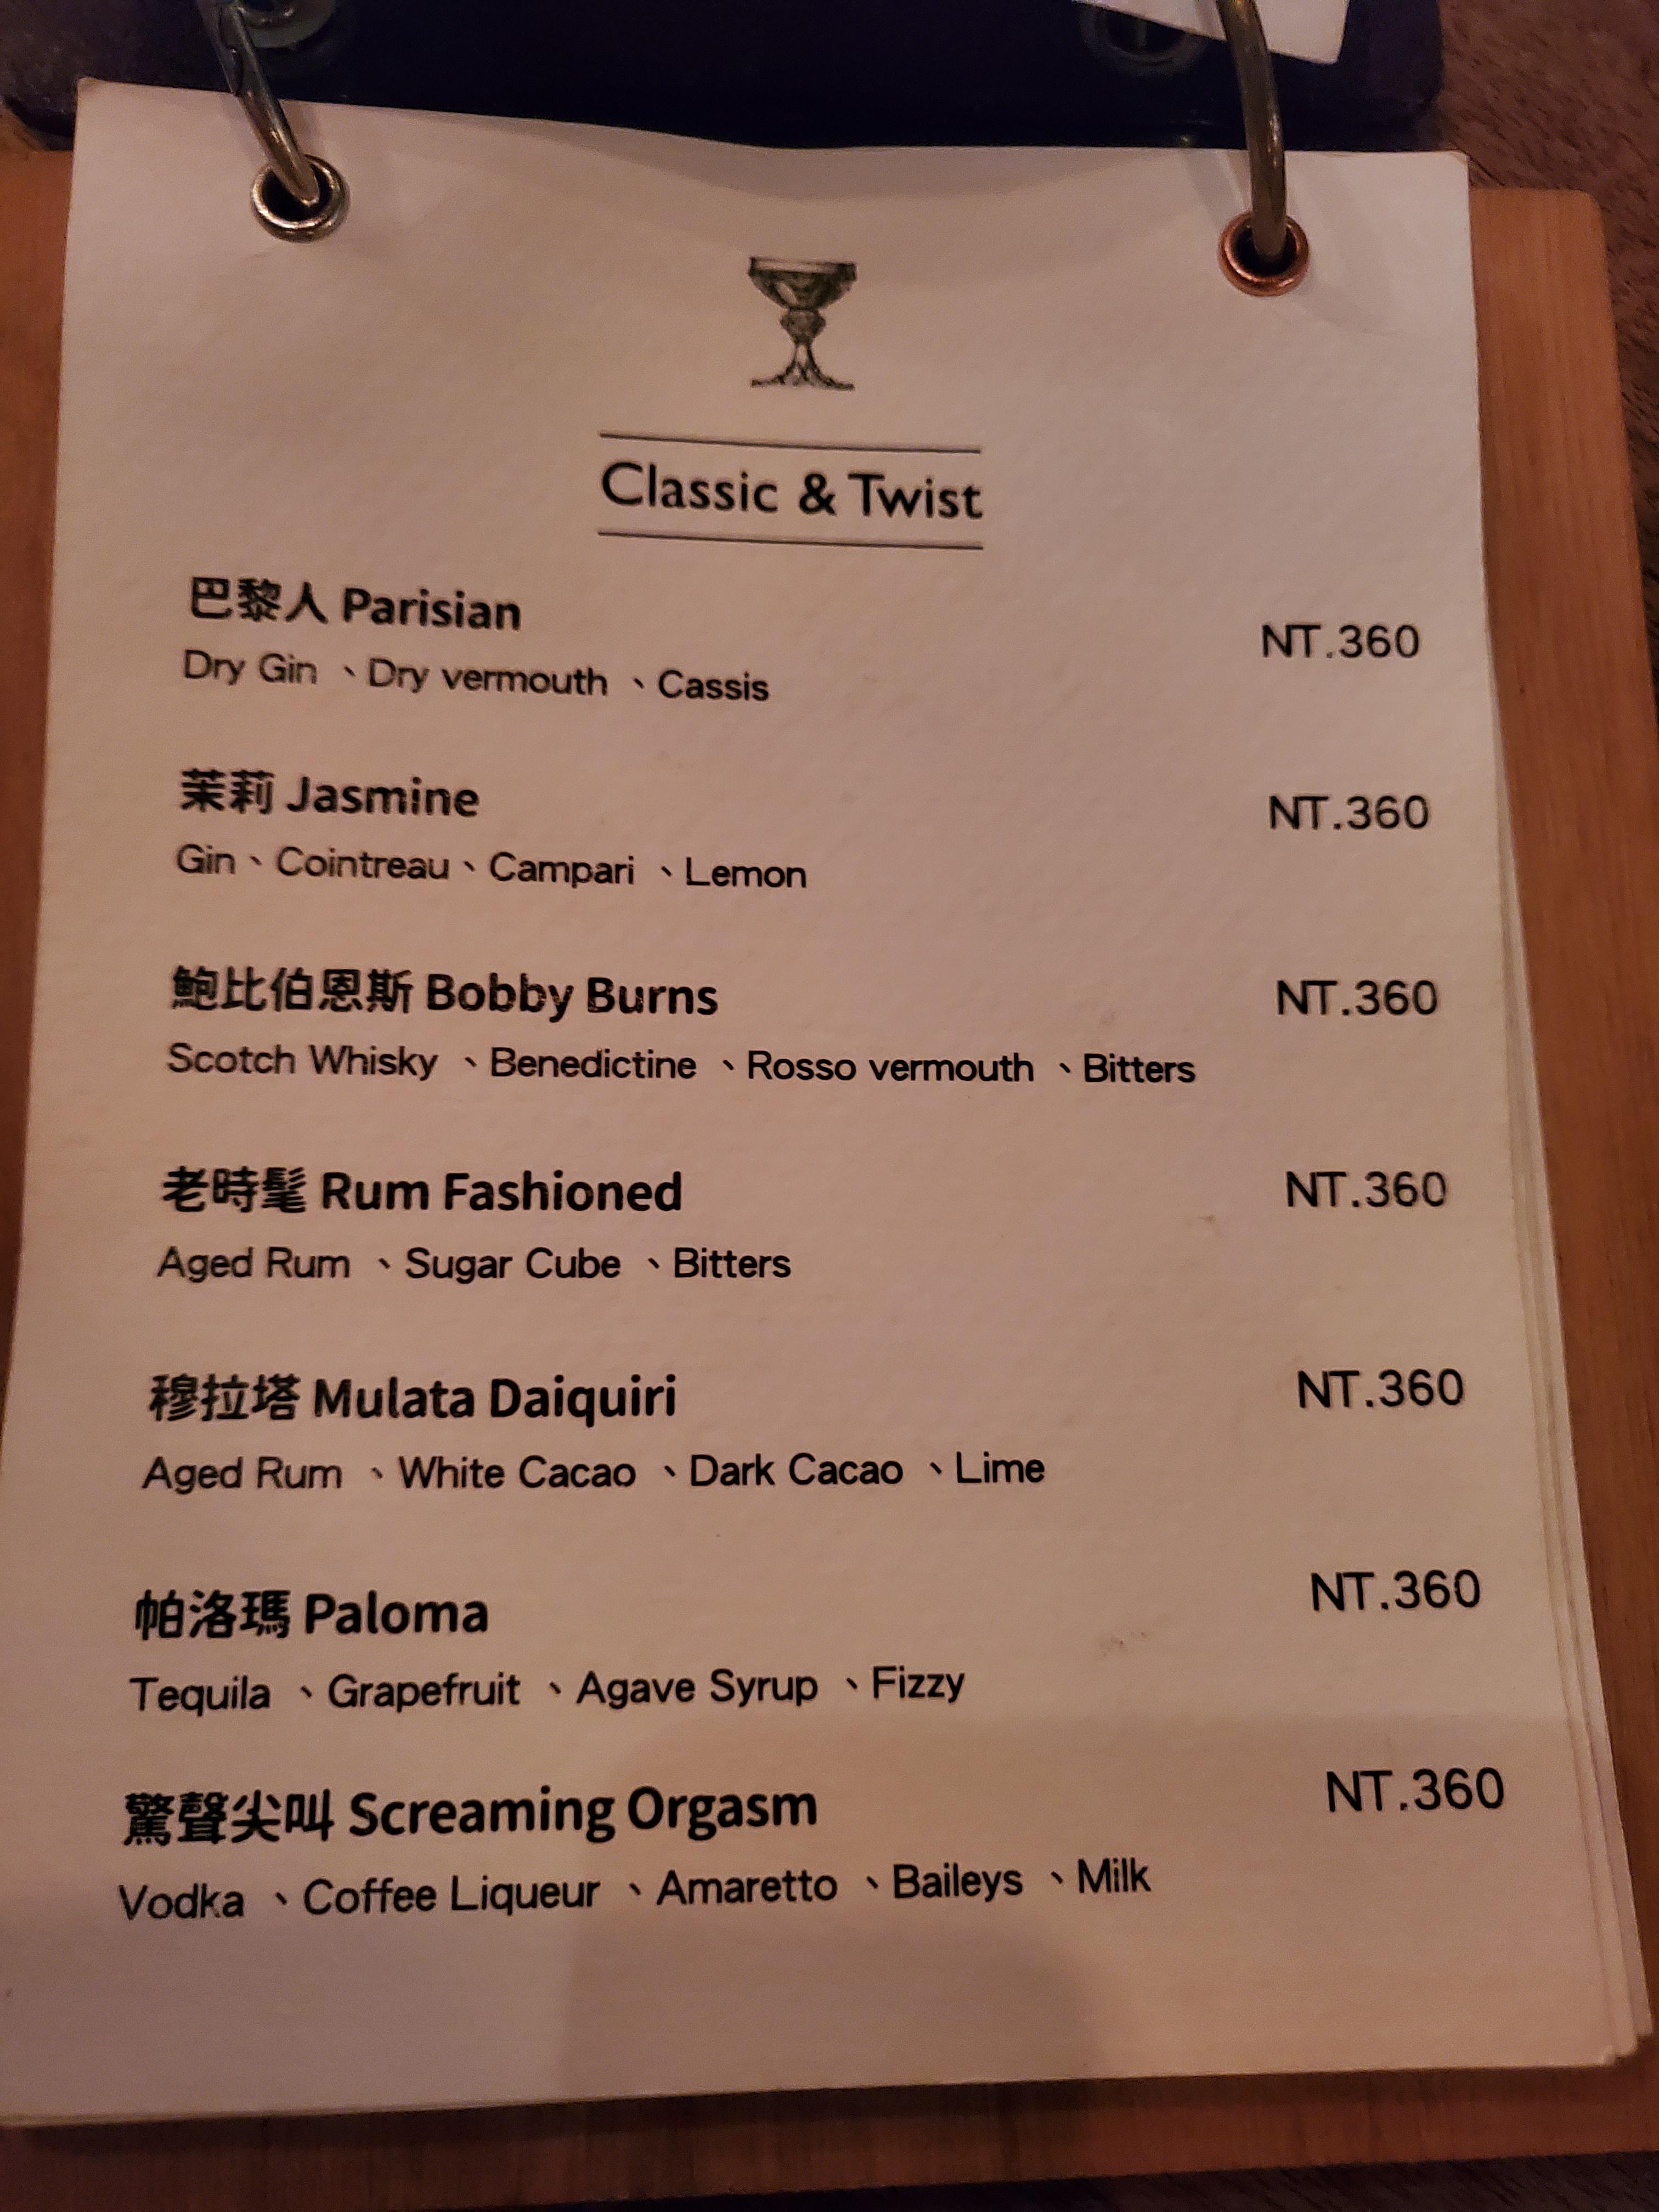 Classic & Twist
巴黎人 Parisian
NT.360
Dry Gin 、Dry vermouth 、Cassis
茉莉 Jasmine
NT.360
Gin、Cointreau、Campari 、Lemon
鮑比伯恩斯 Bobby Burns
NT.360
Scotch Whisky 、Benedictine 、Rosso vermouth 、Bitters
老時髦 Rum Fashioned
NT.360
Aged Rum 、Sugar Cube 、Bitters
穆拉塔 Mulata Daiquiri
NT.360
Aged Rum 、White Cacao 、Dark Cacao 、Lime
帕洛瑪 Paloma
NT.360
Tequila 、Grapefruit 、Agave Syrup 、Fizzy
驚聲尖叫 Screaming Orgasm
NT.360
Vodka 、Coffee Liqueur 、Amaretto 、Baileys 、Milk